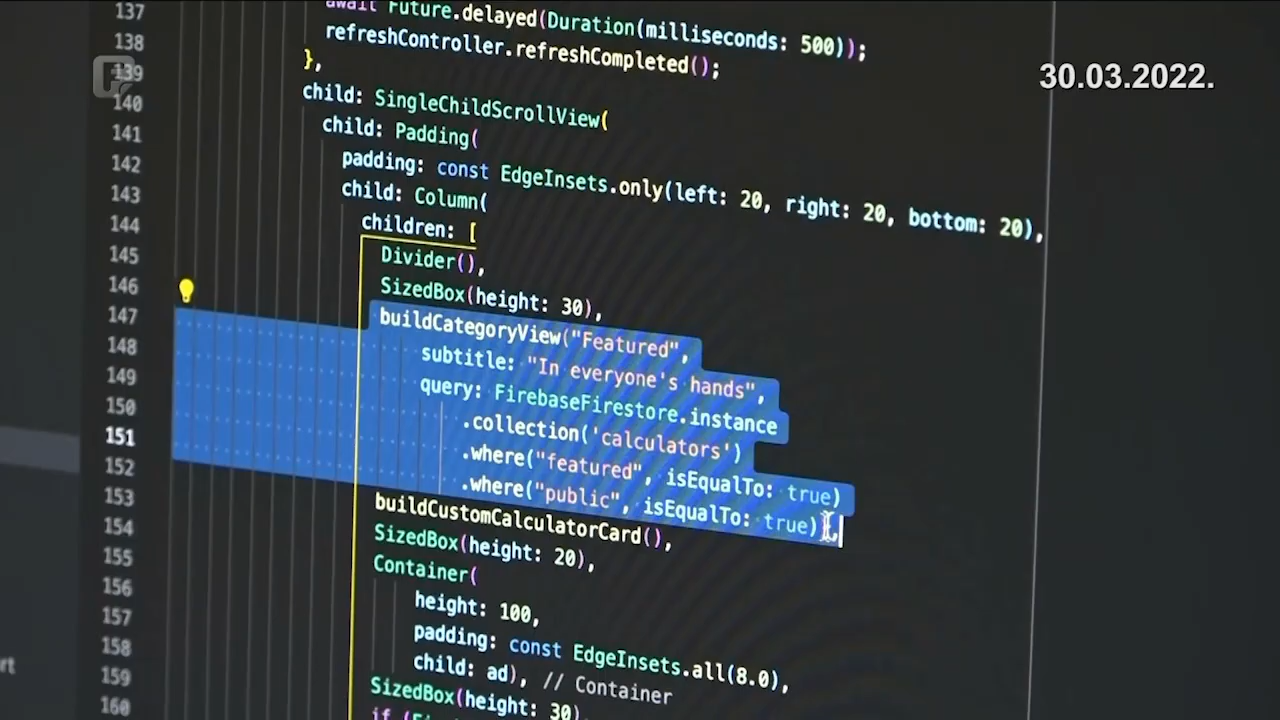 137
await Future.delayed(Duration(milliseconds: 500));
138
refreshController.refreshCompleted();
139
},
30.03.2022.
140
child: SingleChildScrollView(
141
child: Padding(
142
padding: const EdgeInsets.only(left: 20, right: 20, bottom: 20),
143
child: Column(
144
children: [
145
Divider(),
146
SizedBox(height: 30),
147
buildCategoryView("Featured",
148
subtitle: "In everyone's hands",
149
query: FirebaseFirestore.instance
150
.collection('calculators')
151
.where("featured", isEqualTo: true)
152
.where("public", isEqualTo: true)),
153
buildCustomCalculatorCard(),
154
SizedBox(height: 20),
155
Container(
156
height: 100,
157
padding: const EdgeInsets.all(8.0),
158
child: ad), // Container
159
SizedBox(height: 30)
160
if
rt